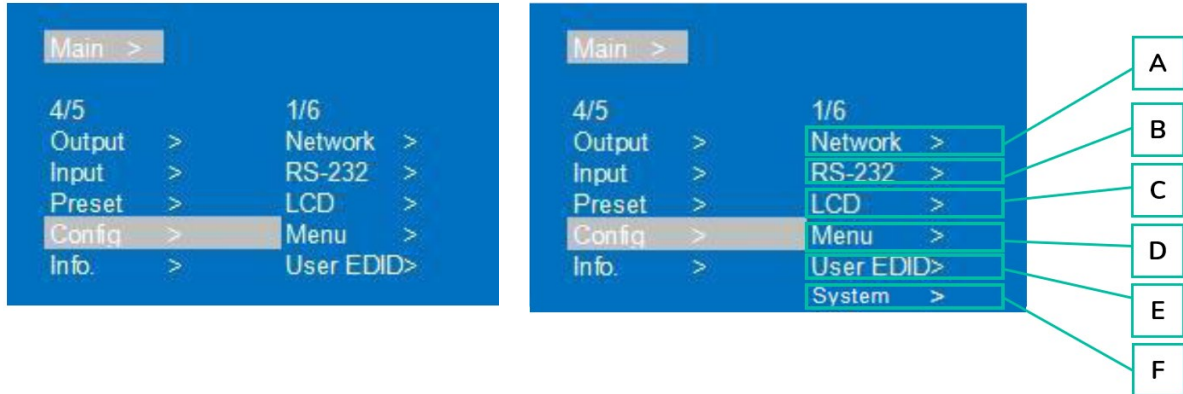 Main >
4/5
1/6
Output >
Network >
Input >
RS-232 >
Preset >
LCD >
Config >
Menu >
Info. >
User EDID>
Main >
4/5
1/6
Output >
Network >
Input >
RS-232 >
Preset >
LCD >
Config >
Menu >
Info. >
User EDID>
System >
A
B
C
D
E
F